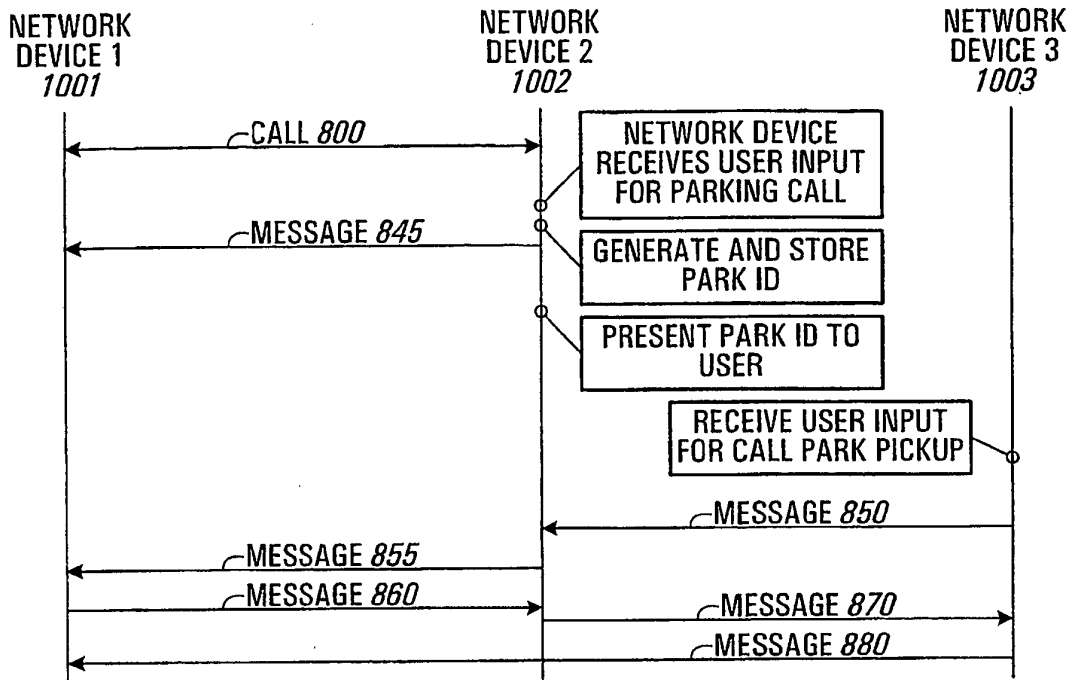 NETWORK
DEVICE 1
1001
NETWORK
DEVICE 2
1002
NETWORK
DEVICE 3
1003
CALL 800
NETWORK DEVICE
RECEIVES USER INPUT
FOR PARKING CALL
MESSAGE 845
GENERATE AND STORE
PARK ID
PRESENT PARK ID TO
USER
RECEIVE USER INPUT
FOR CALL PARK PICKUP
MESSAGE 850
MESSAGE 855
MESSAGE 860
MESSAGE 870
MESSAGE 880